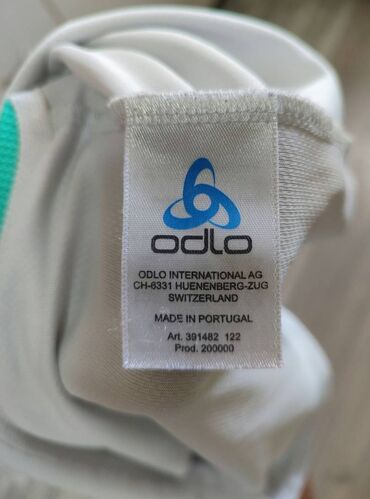 odlo
ODLO INTERNATIONAL AG
CH-6331 HUENENBERG-ZUG
SWITZERLAND
MADE IN PORTUGAL
Art. 391482 122
Prod. 200000